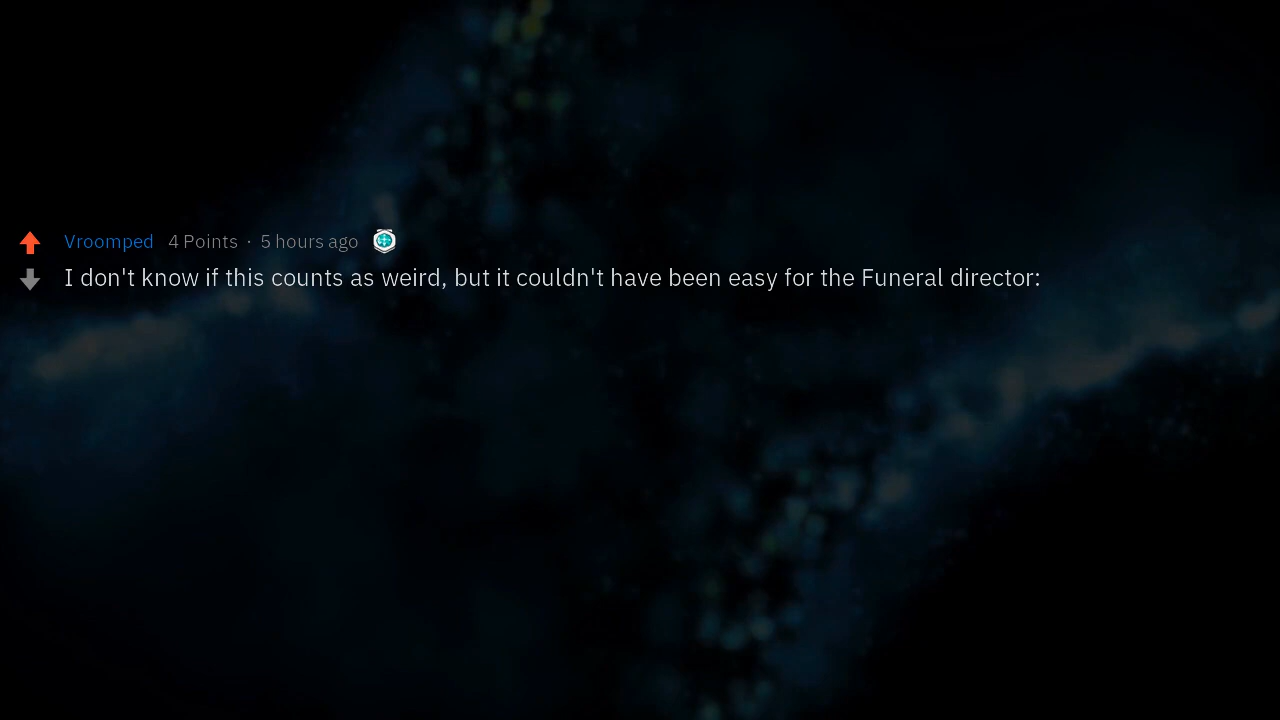 Vroomped 4 Points · 5 hours ago
I don't know if this counts as weird, but it couldn't have been easy for the Funeral director: